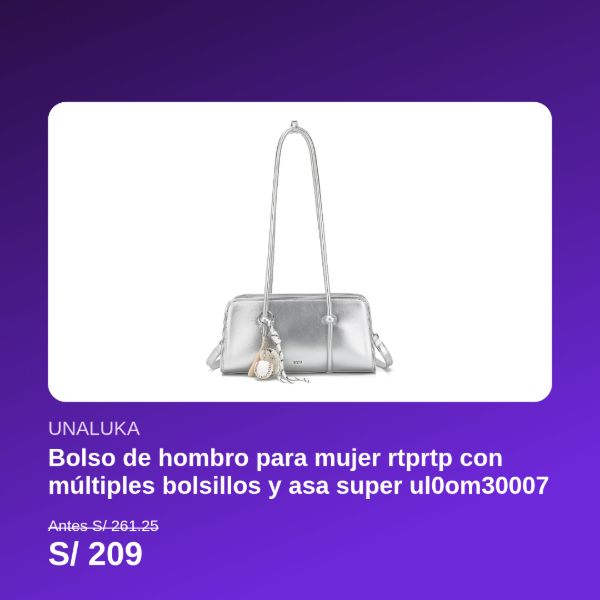 UNALUKA
Bolso de hombro para mujer rtprtp con
múltiples bolsillos y asa super ul0om30007
Antes S/ 261.25
S/ 209